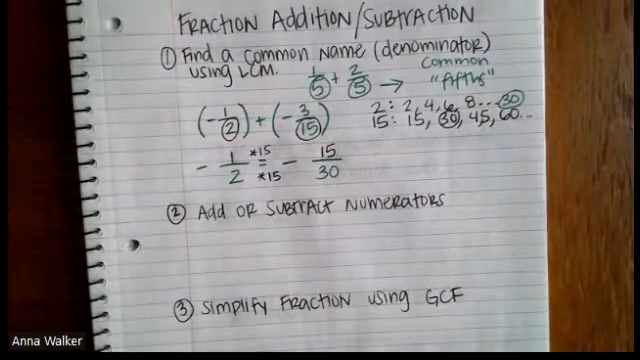 FRACTION Addition/SUBTRACTION
① Find a common name (denominator)
using LCM. 1/5 + 2/5 → common "fifths"
(-1/2) + (-3/15) 2: 2, 4, 6, 8... 30
15: 15, 30, 45, 60...
- 1/2 *15 = *15 - 15/30
② Add OR SUBTRACT NUMERATORS
③ Simplify FRACTION using GCF
Anna Walker